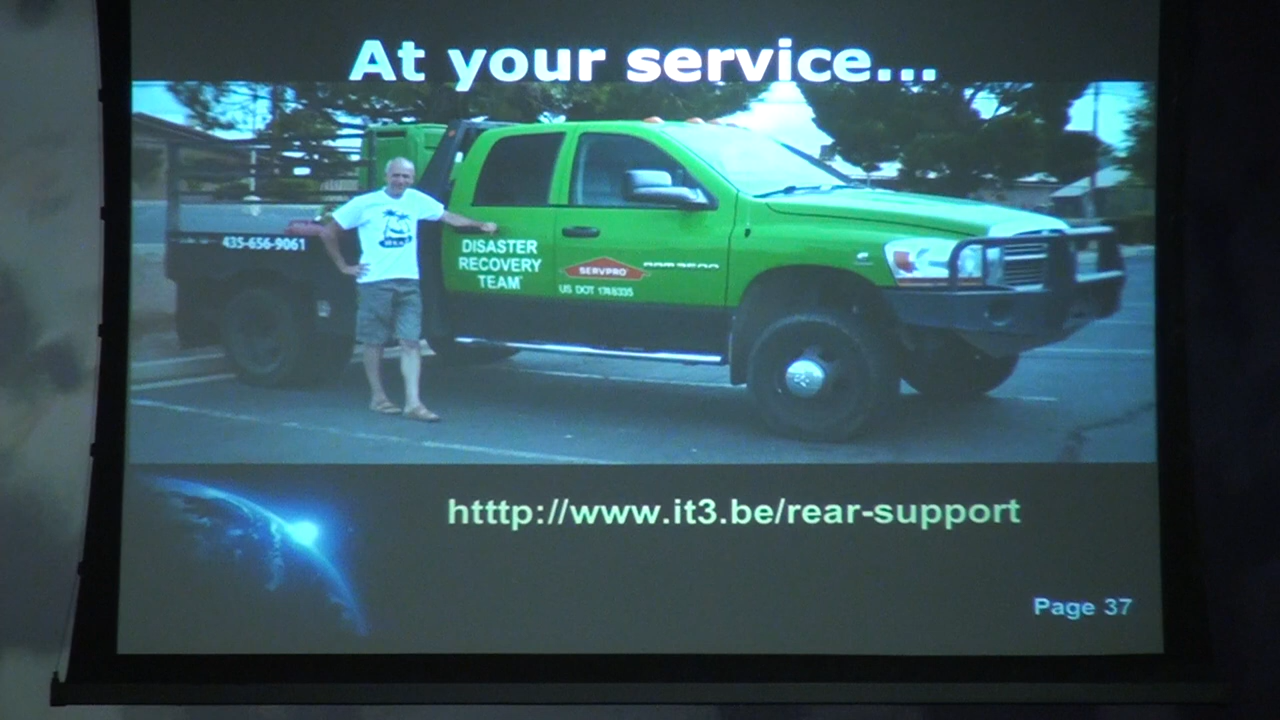 At your service...
435-656-9061
DISASTER
RECOVERY
TEAM
SERVPRO
US DOT 1748335
htttp://www.it3.be/rear-support
Page 37